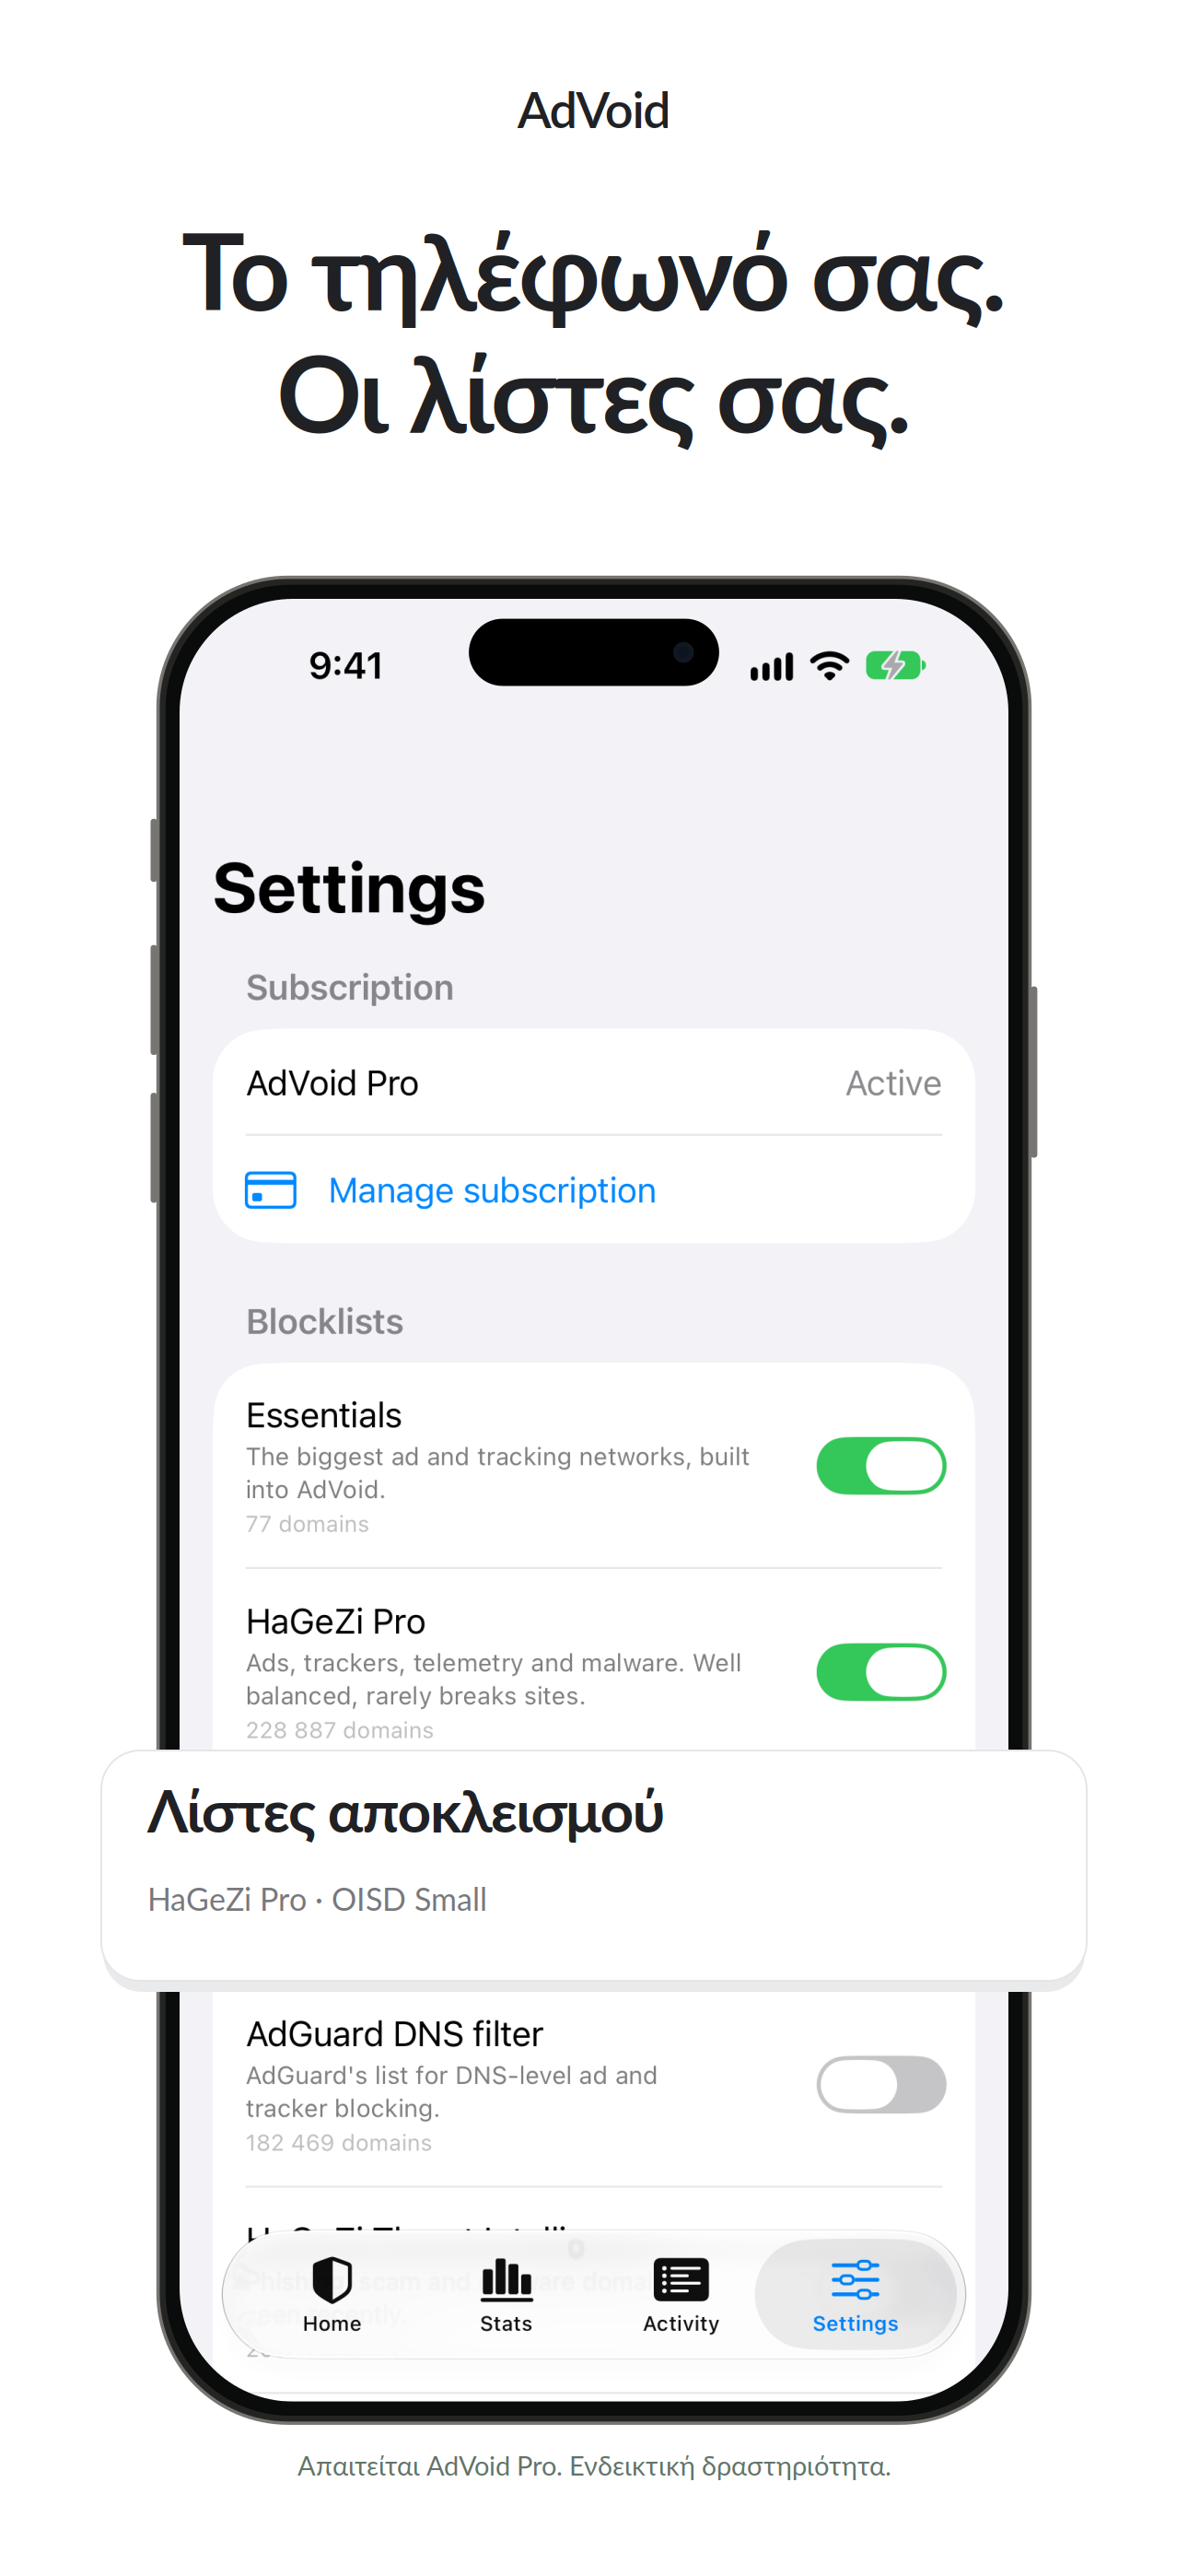 AdVoid
Το τηλέφωνό σας.
Οι λίστες σας.
9:41
Settings
Subscription
AdVoid Pro
Active
Manage subscription
Blocklists
Essentials
The biggest ad and tracking networks, built
into AdVoid.
77 domains
HaGeZi Pro
Ads, trackers, telemetry and malware. Well
balanced, rarely breaks sites.
228 887 domains
Λίστες αποκλεισμού
HaGeZi Pro · OISD Small
AdGuard DNS filter
AdGuard's list for DNS-level ad and
tracker blocking.
182 469 domains
Home
Stats
Activity
Settings
Απαιτείται AdVoid Pro. Ενδεικτική δραστηριότητα.